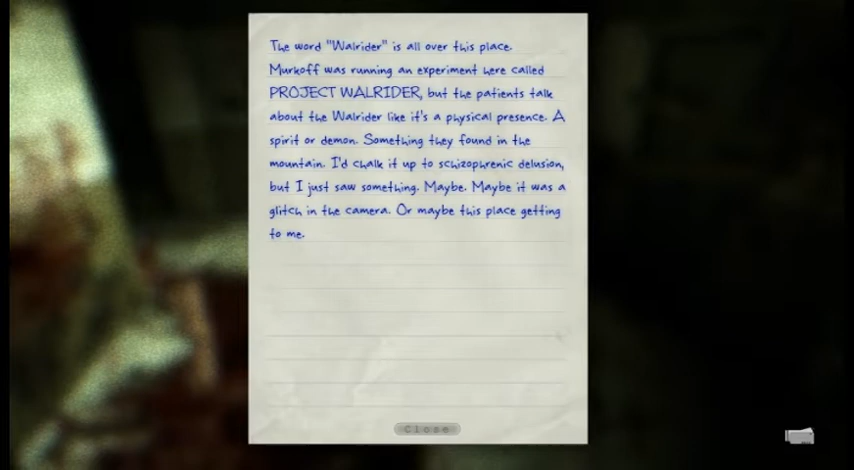 The word "Walrider" is all over this place.
Murkoff was running an experiment here called
PROJECT WALRIDER, but the patients talk
about the Walrider like it's a physical presence. A
spirit or demon. Something they found in the
mountain. I'd chalk it up to schizophrenic delusion,
but I just saw something. Maybe. Maybe it was a
glitch in the camera. Or maybe this place getting
to me.
Close